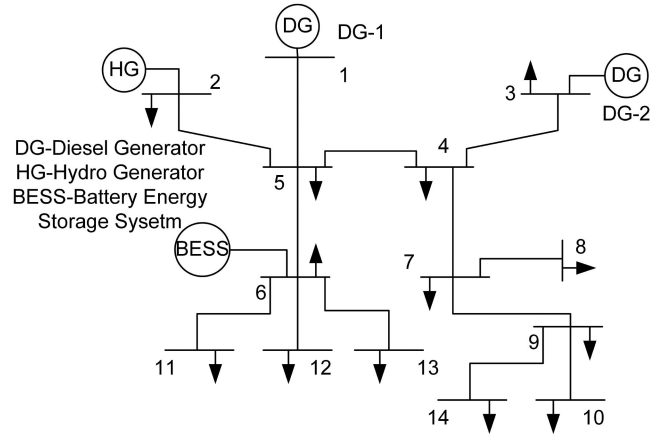 DG
DG-1
HG
2
1
3
DG
DG-2
4
DG-Diesel Generator
HG-Hydro Generator
BESS-Battery Energy
Storage Sysetm
5
BESS
7
8
6
9
11
12
13
14
10